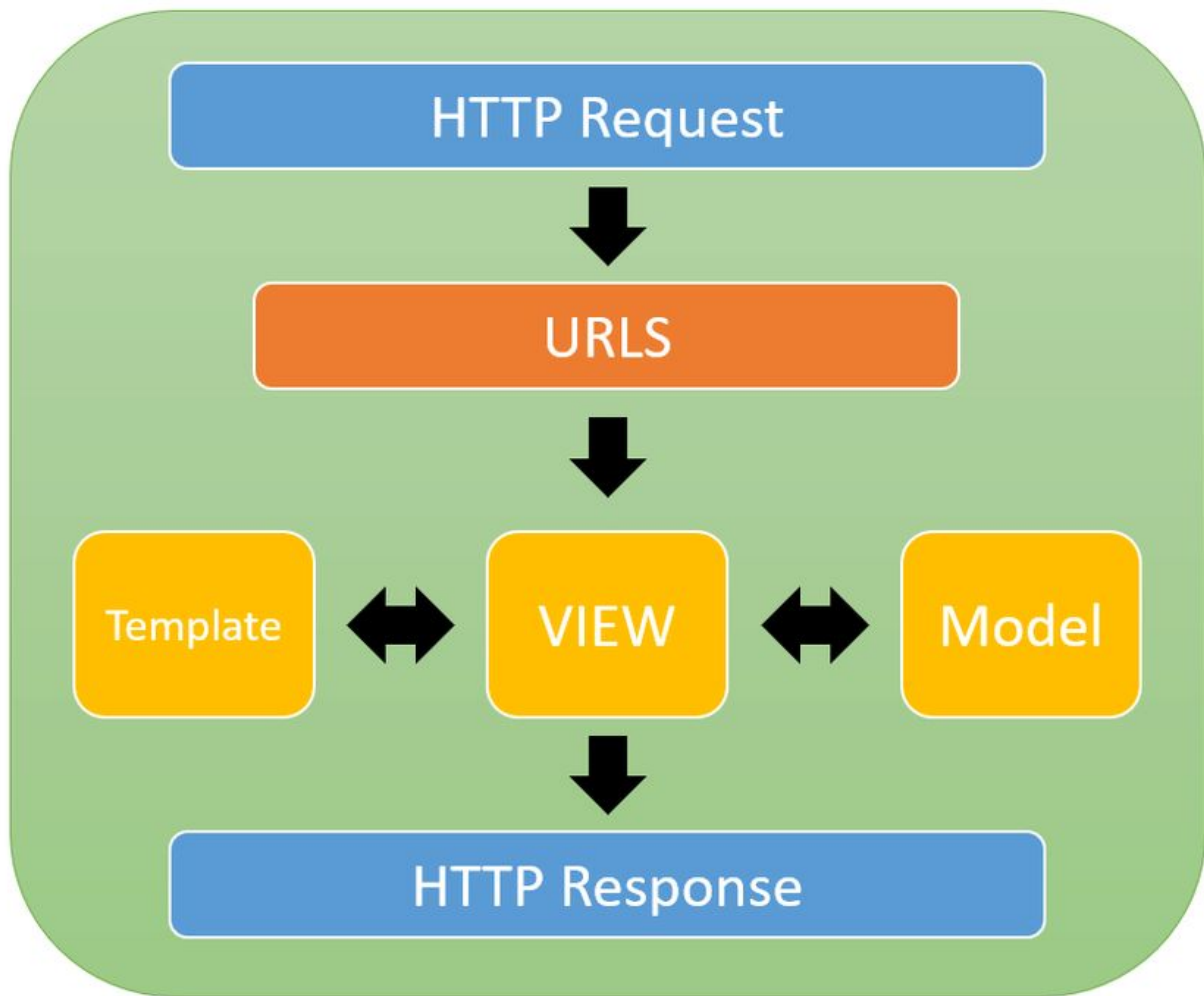 HTTP Request
URLS
Template
VIEW
Model
HTTP Response